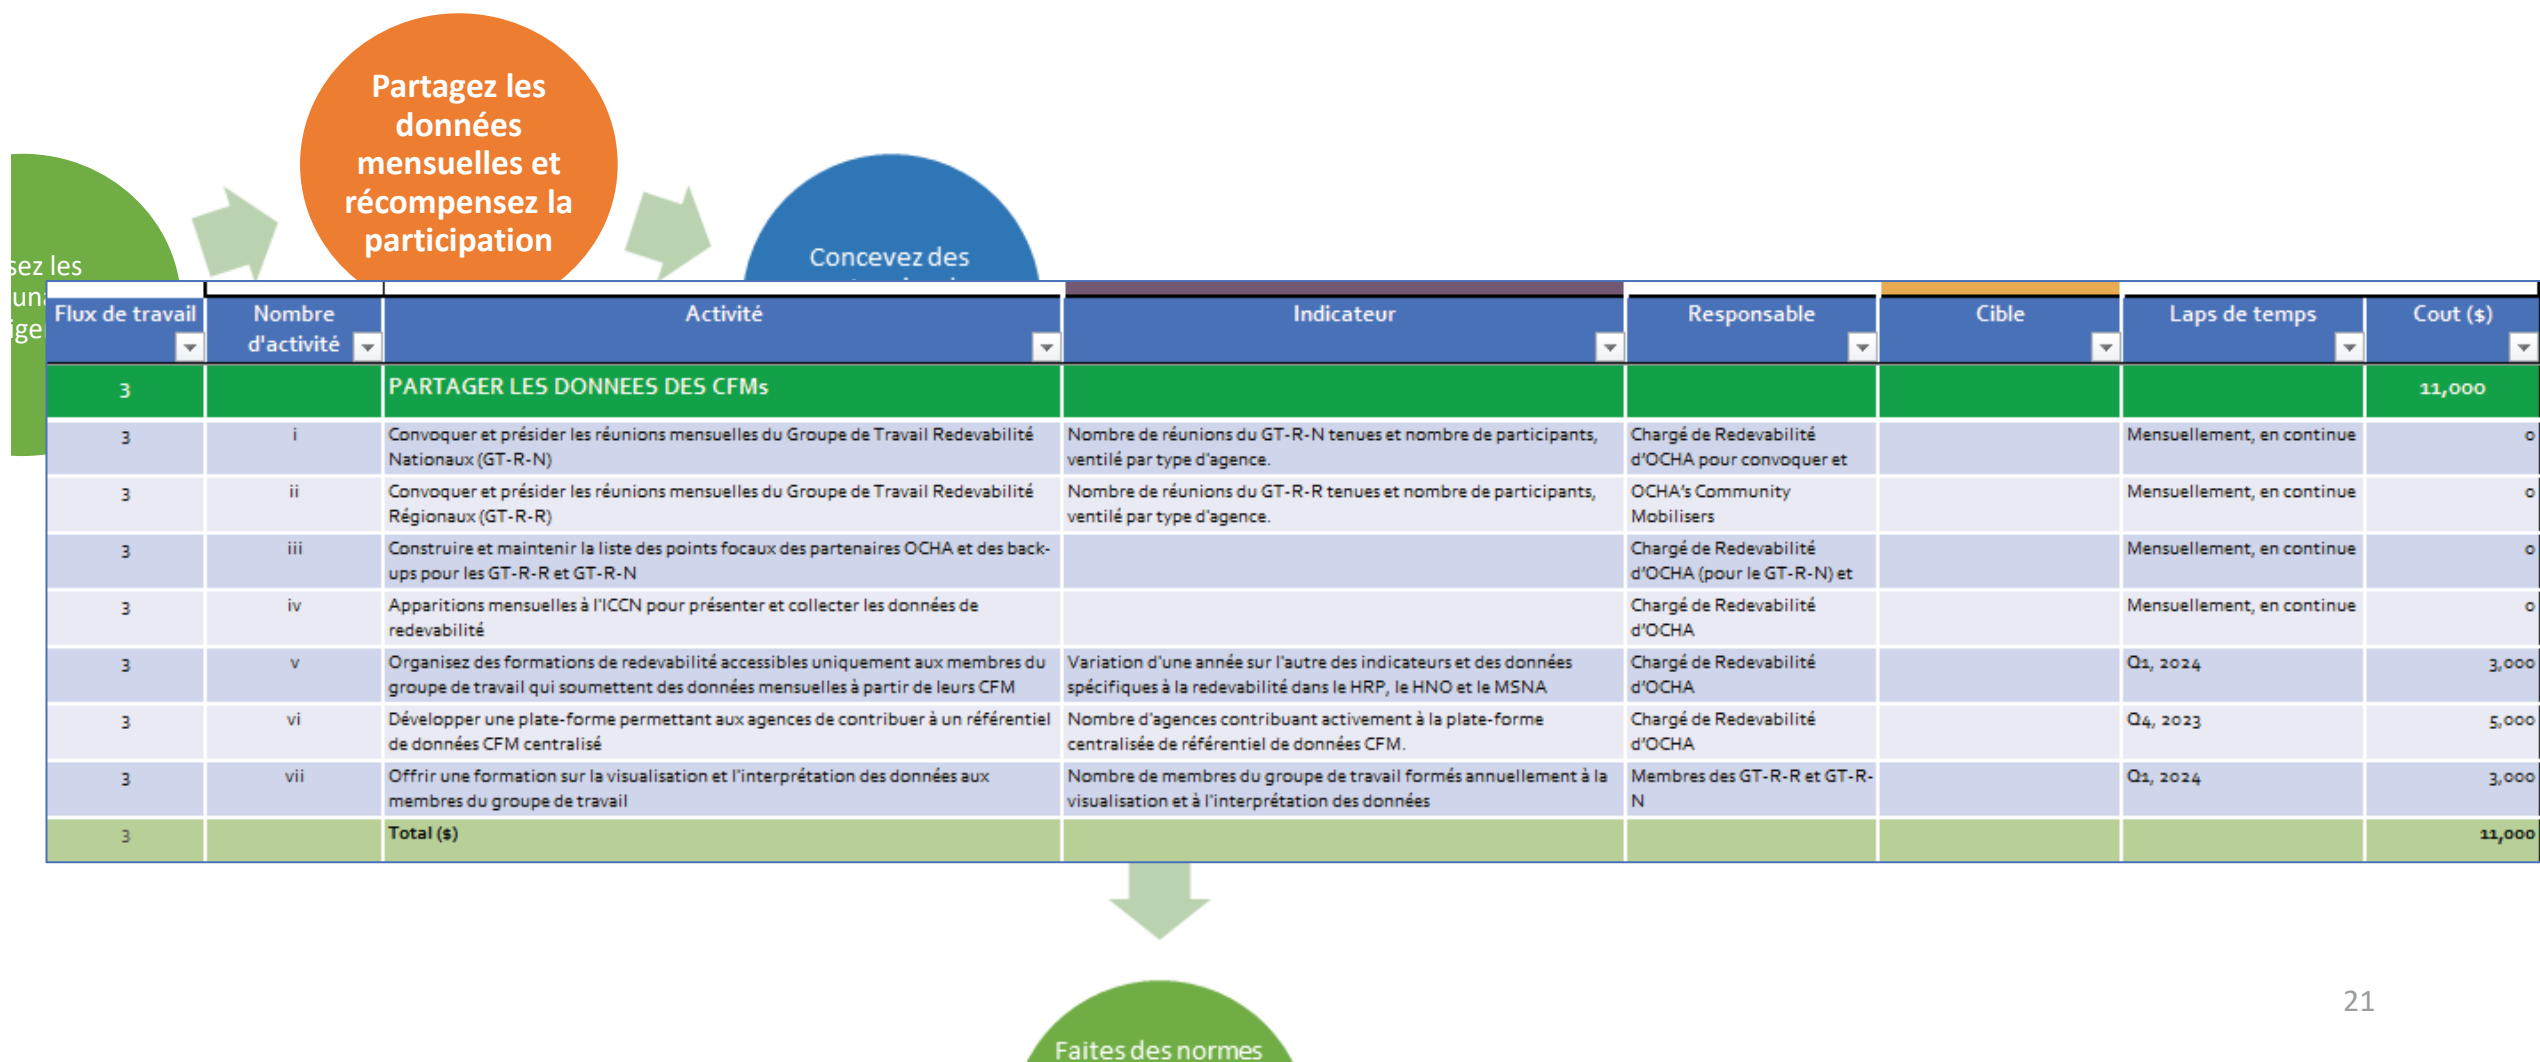 Partagez les
données
mensuelles et
récompensez la
participation
sez les
Concevez des
Flux de travail
Nombre
d'activité
Activité
Indicateur
Responsable
Cible
Laps de temps
Cout ($)
3
PARTAGER LES DONNEES DES CFMs
11,000
3
i
Convoquer et présider les réunions mensuelles du Groupe de Travail Redevabilité
Nationaux (GT-R-N)
Nombre de réunions du GT-R-N tenues et nombre de participants,
ventilé par type d'agence.
Chargé de Redevabilité
d'OCHA pour convoquer et
Mensuellement, en continue
0
3
ii
Convoquer et présider les réunions mensuelles du Groupe de Travail Redevabilité
Régionaux (GT-R-R)
Nombre de réunions du GT-R-R tenues et nombre de participants,
ventilé par type d'agence.
OCHA's Community
Mobilisers
Mensuellement, en continue
0
3
iii
Construire et maintenir la liste des points focaux des partenaires OCHA et des back-
ups pour les GT-R-R et GT-R-N
Chargé de Redevabilité
d'OCHA (pour le GT-R-N) et
Mensuellement, en continue
0
3
iv
Apparitions mensuelles à l'ICCN pour présenter et collecter les données de
redevabilité
Chargé de Redevabilité
d'OCHA
Mensuellement, en continue
0
3
v
Organisez des formations de redevabilité accessibles uniquement aux membres du
groupe de travail qui soumettent des données mensuelles à partir de leurs CFM
Variation d'une année sur l'autre des indicateurs et des données
spécifiques à la redevabilité dans le HRP, le HNO et le MSNA
Chargé de Redevabilité
d'OCHA
Q1, 2024
3,000
3
vi
Développer une plate-forme permettant aux agences de contribuer à un référentiel
de données CFM centralisé
Nombre d'agences contribuant activement à la plate-forme
centralisée de référentiel de données CFM.
Chargé de Redevabilité
d'OCHA
Q4, 2023
5,000
3
vii
Offrir une formation sur la visualisation et l'interprétation des données aux
membres du groupe de travail
Nombre de membres du groupe de travail formés annuellement à la
visualisation et à l'interprétation des données
Membres des GT-R-R et GT-R-
N
Q1, 2024
3,000
3
Total ($)
11,000
21
Faites des normes